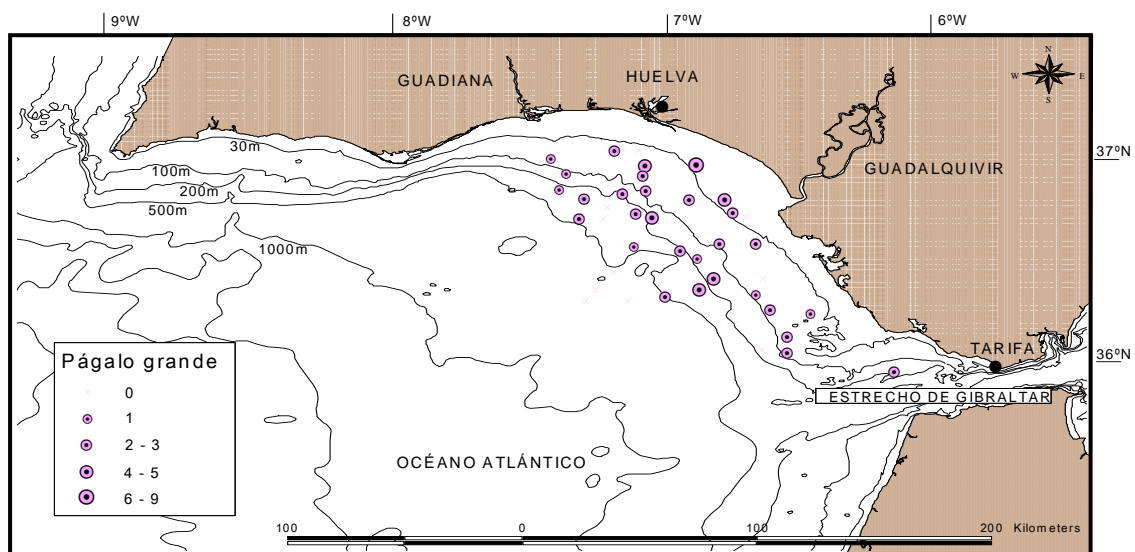 9ºW 8ºW 7ºW 6ºW
N
W E
S
GUADIANA HUELVA
30m
37ºN
100m
GUADALQUIVIR
200m
500m
1000m
TARIFA
36ºN
Págalo grande
0
1
2 - 3
4 - 5
6 - 9
ESTRECHO DE GIBRALTAR
OCÉANO ATLÁNTICO
100 0 100 200 Kilometers